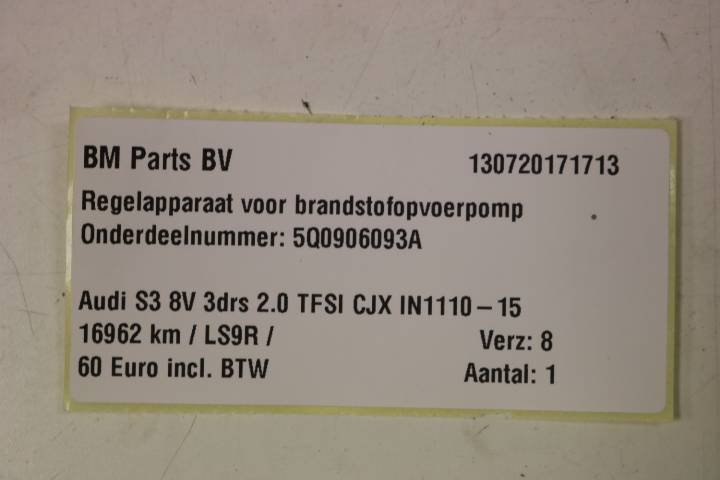 BM Parts BV 130720171713
Regelapparaat voor brandstofopvoerpomp
Onderdeelnummer: 5Q0906093A
Audi S3 8V 3drs 2.0 TFSI CJX IN1110-15
16962 km / LS9R / Verz: 8
60 Euro incl. BTW Aantal: 1